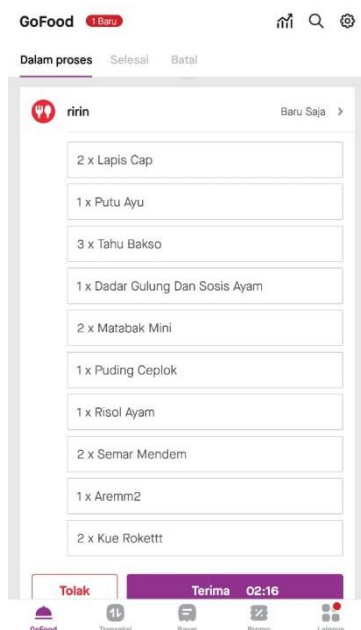 GoFood 1 Baru
Dalam proses Selesai Batal
ririn Baru Saja
2 x Lapis Cap
1 x Putu Ayu
3 x Tahu Bakso
1 x Dadar Gulung Dan Sosis Ayam
2 x Matabak Mini
1 x Puding Ceplok
1 x Risol Ayam
2 x Semar Mendem
1 x Aremm2
2 x Kue Rokettt
Tolak Terima 02:16
GoFood Transaksi Promo Lainnya